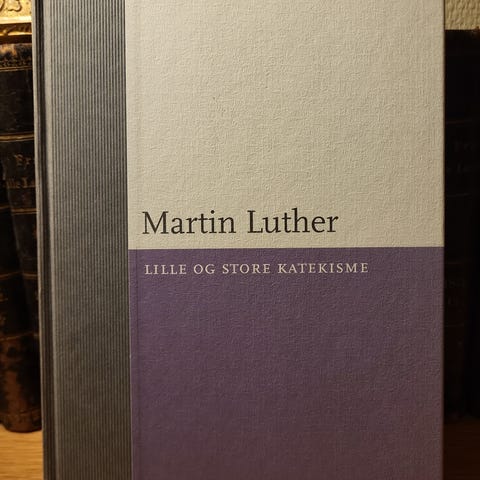 Martin Luther
LILLE OG STORE KATEKISME